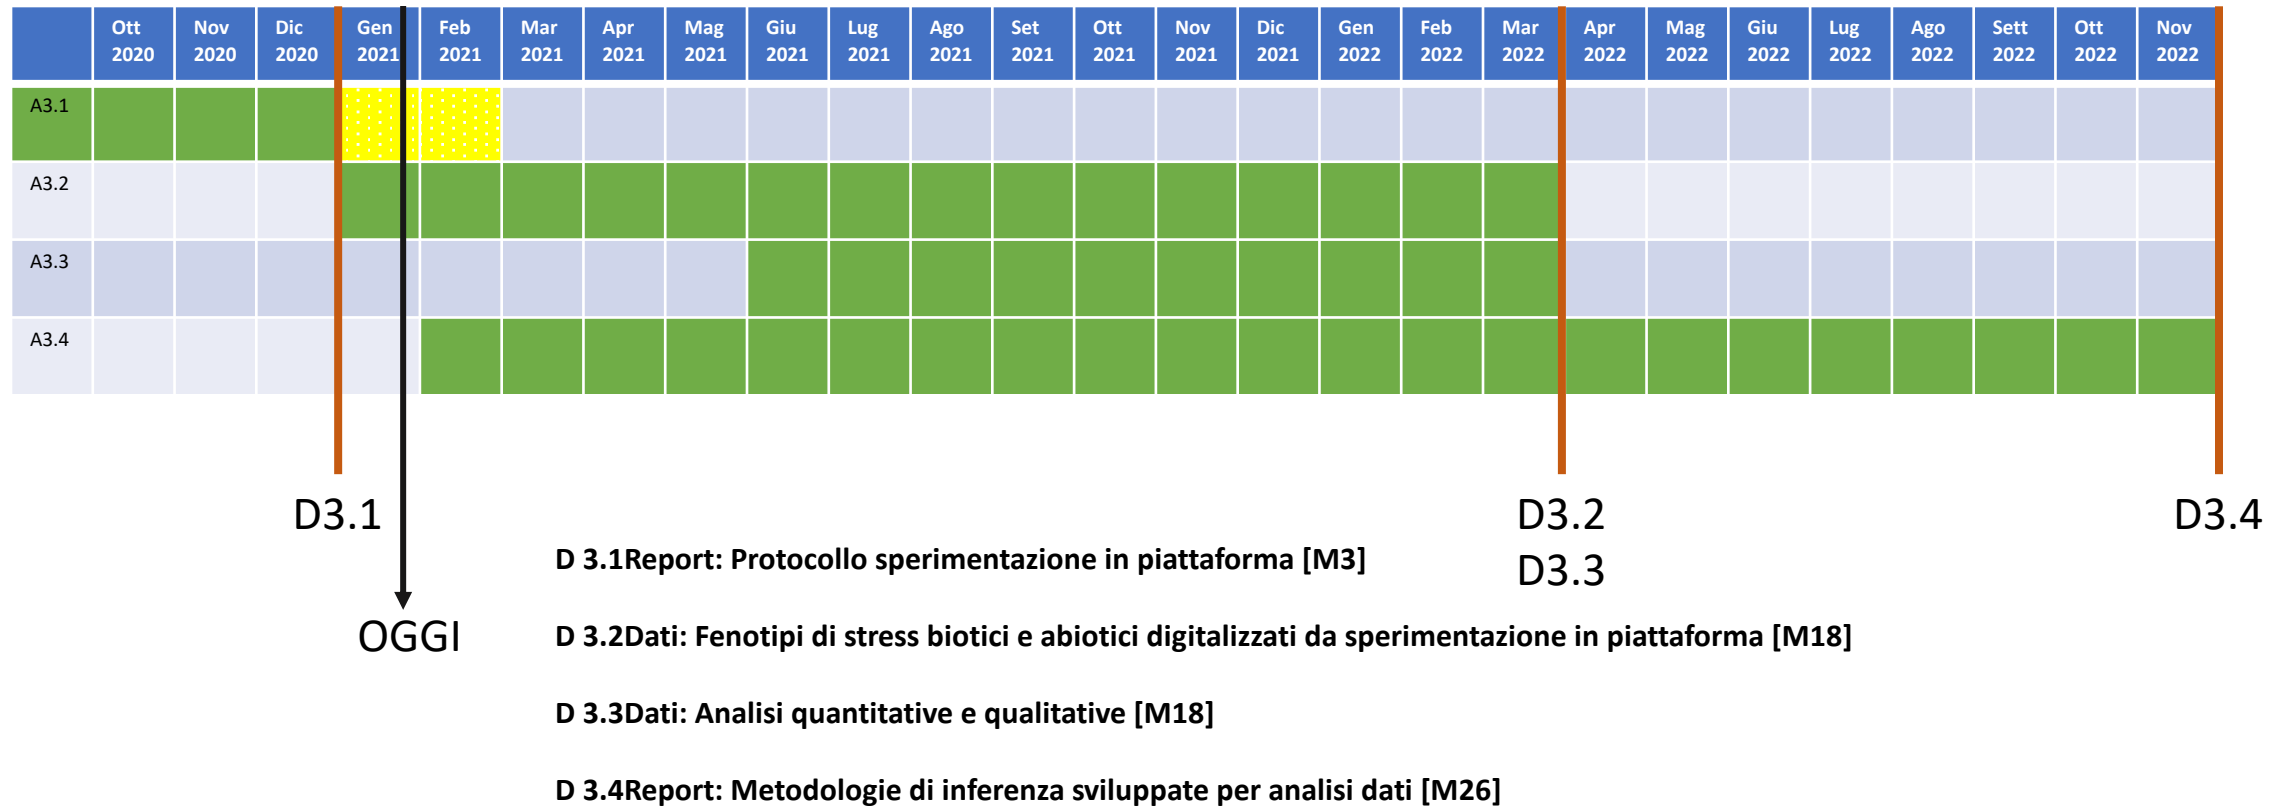 Ott Nov Dic Gen Feb Mar Apr Mag Giu Lug Ago Set Ott Nov Dic Gen Feb Mar Apr Mag Giu Lug Ago Sett Ott Nov
2020 2020 2020 2021 2021 2021 2021 2021 2021 2021 2021 2021 2021 2021 2021 2022 2022 2022 2022 2022 2022 2022 2022 2022 2022 2022
A3.1
A3.2
A3.3
A3.4
D3.1 D3.2 D3.4
D3.3
OGGI
D 3.1Report: Protocollo sperimentazione in piattaforma [M3]
D 3.2Dati: Fenotipi di stress biotici e abiotici digitalizzati da sperimentazione in piattaforma [M18]
D 3.3Dati: Analisi quantitative e qualitative [M18]
D 3.4Report: Metodologie di inferenza sviluppate per analisi dati [M26]